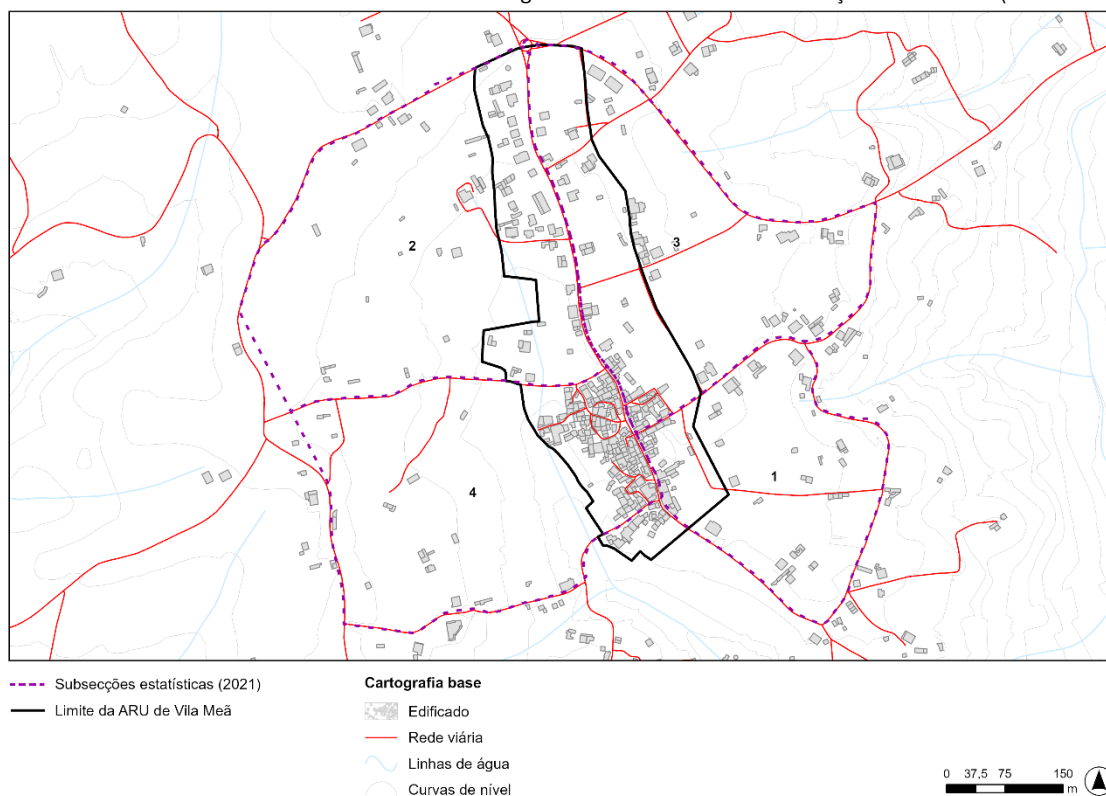 2
3
4
1
Subsecções estatísticas (2021)
Limite da ARU de Vila Meã
Cartografia base
Edificado
Rede viária
Linhas de água
Curvas de nível
0 37,5 75 150
m